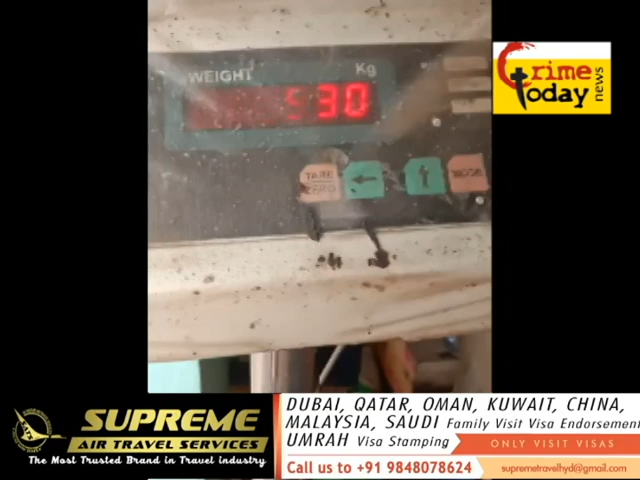 WEIGHT Kg
530
TARE
ZERO
MODE
Crime
Today
news
SUPREME
AIR TRAVEL SERVICES
The Most Trusted Brand in Travel industry
DUBAI, QATAR, OMAN, KUWAIT, CHINA,
MALAYSIA, SAUDI Family Visit Visa Endorsement
UMRAH Visa Stamping
ONLY VISIT VISAS
Call us to +91 9848078624
supremetravelhyd@gmail.com